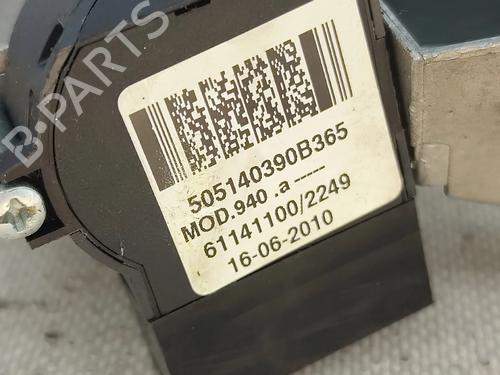 B-PARTS
505140390B365
MOD.940 .a -----
61141100/2249
16-06-2010